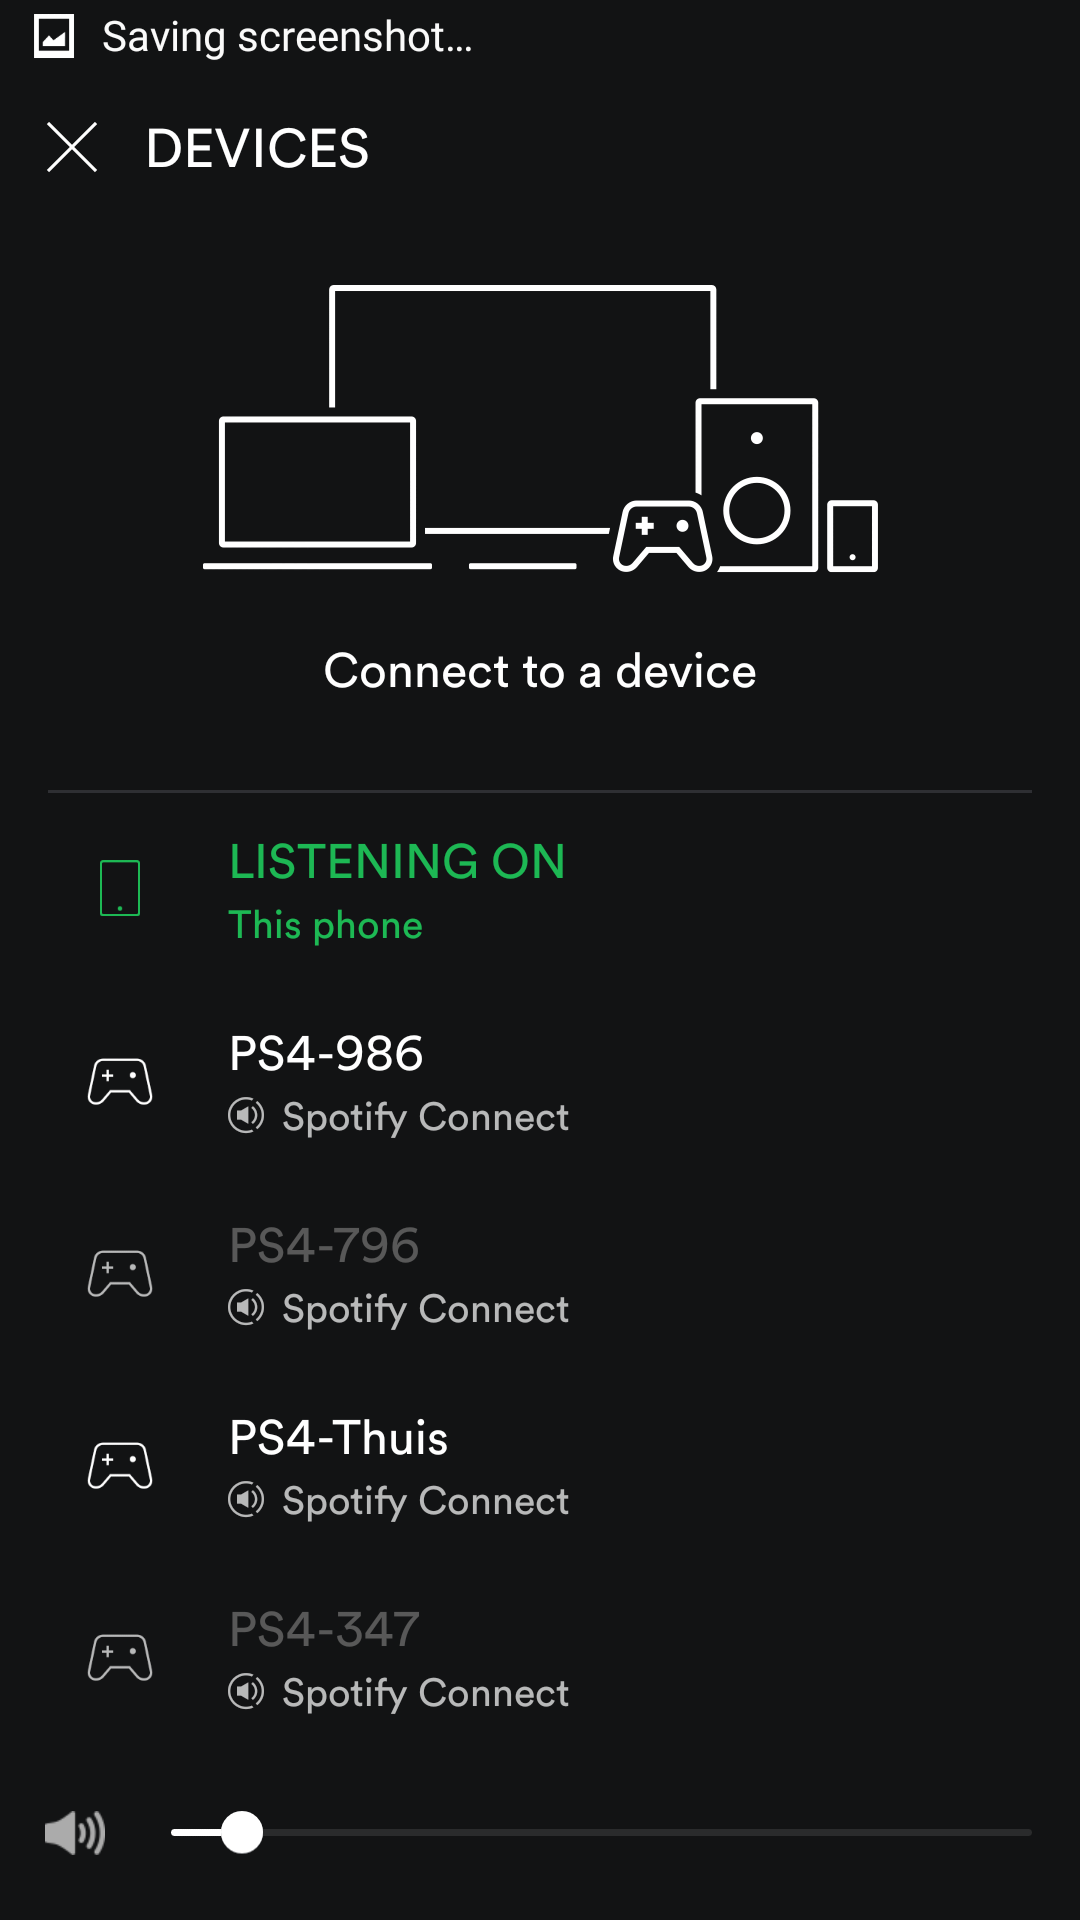 Saving screenshot...
DEVICES
Connect to a device
LISTENING ON
This phone
PS4-986
Spotify Connect
PS4-796
Spotify Connect
PS4-Thuis
Spotify Connect
PS4-347
Spotify Connect